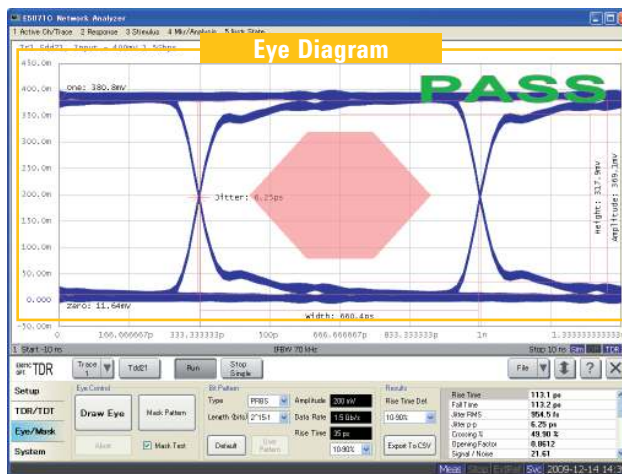 E5071C Network Analyzer
1 Active Ch/Trace 2 Response 3 Stimulus 4 Mkr/Analysis 5 Instr State
Eye Diagram
450.0m
one: 380.8mV
PASS
400.0m
350.0m
300.0m
250.0m
200.0m
Jitter: 6.25ps
Height: 317.9mV
Amplitude: 369.1mV
150.0m
100.0m
50.00m
0.000
zero: 11.64mV
Width: 660.4ps
-50.00m
0 166.666667p 333.333333p 500p 666.666667p 833.333333p 1n 1.33333333333
1 Start -10 ns IFBW 70 kHz Stop 10 ns Sim TDR
TDR Trace 1 Tdd21 Run Stop Single File
Setup
TDR/TDT
Eye/Mask
System
Eye Control
Draw Eye
Mask Pattern
Abort
Mask Test
Bit Pattern
Type PRBS
Length (bits) 2^15-1
Default
User Pattern
Amplitude 200 mV
Data Rate 1.5 Gb/s
Rise Time 35 ps
10-90%
Results
Rise Time Def.
10-90%
Export To CSV
Rise Time 113.1 ps
Fall Time 113.2 ps
Jitter RMS 954.5 fs
Jitter p-p 6.25 ps
Crossing % 49.90 %
Opening Factor 0.8612
Signal / Noise 21.61
Meas Stop ExtRef Svc 2009-12-14 14:3